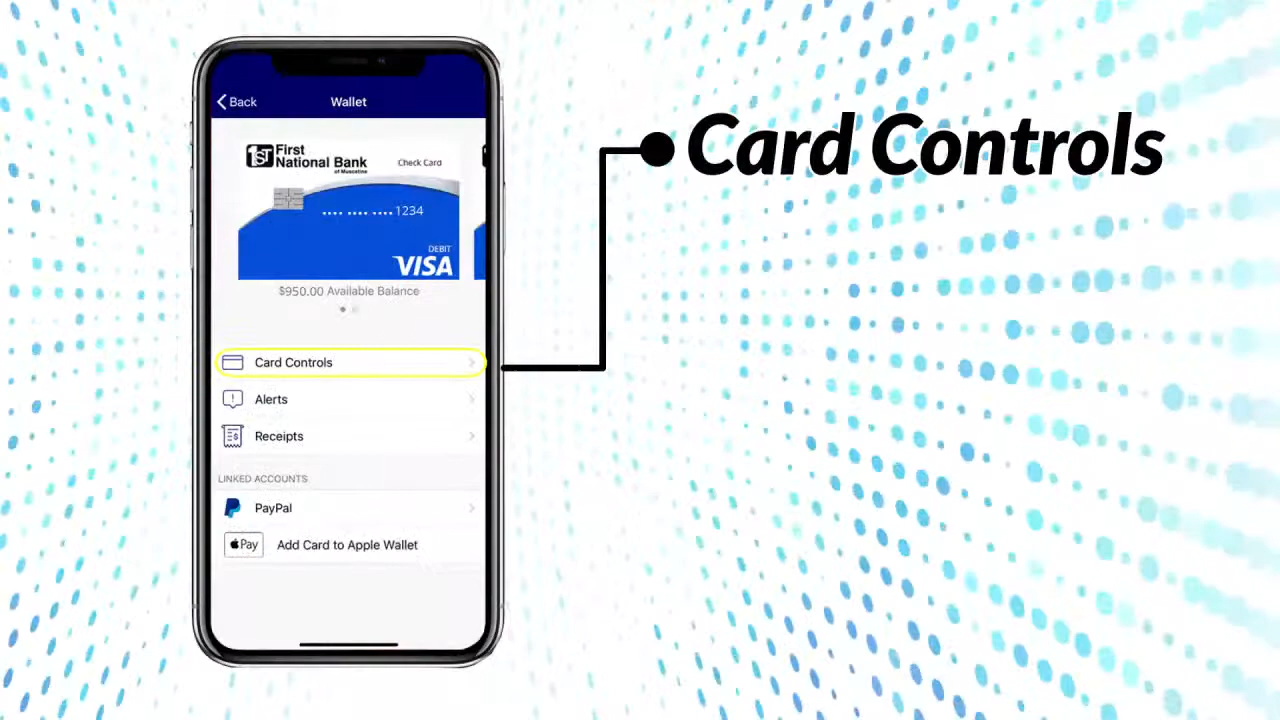 Back
Wallet
1ST First
National Bank
of Muscatine
Check Card
•••• •••• •••• 1234
DEBIT
VISA
$950.00 Available Balance
Card Controls
Alerts
Receipts
LINKED ACCOUNTS
PayPal
Pay Add Card to Apple Wallet
Card Controls